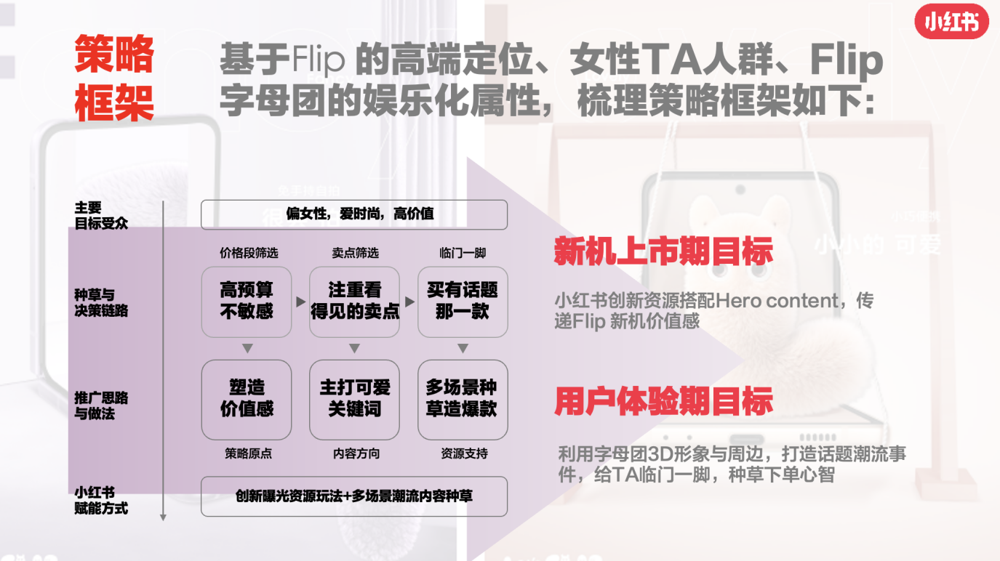 小红书
策略
框架
基于Flip 的高端定位、女性TA人群、Flip
字母团的娱乐化属性，梳理策略框架如下：
主要
目标受众
偏女性，爱时尚，高价值
价格段筛选
卖点筛选
临门一脚
种草与
决策链路
高预算
不敏感
注重看
得见的卖点
买有话题
那一款
推广思路
与做法
塑造
价值感
主打可爱
关键词
多场景种
草造爆款
策略原点
内容方向
资源支持
小红书
赋能方式
创新曝光资源玩法+多场景潮流内容种草
新机上市期目标
小红书创新资源搭配Hero content，传
递Flip 新机价值感
用户体验期目标
利用字母团3D形象与周边，打造话题潮流事
件，给TA临门一脚，种草下单心智
小小的 可爱